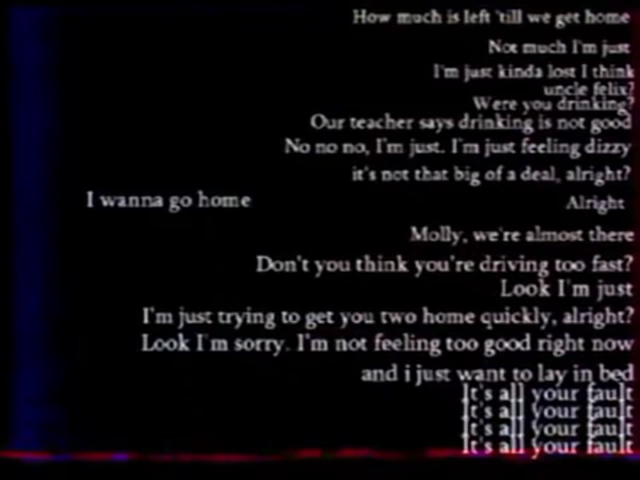 How much is left 'till we get home
Not much I'm just
I'm just kinda lost I think
uncle felix?
Were you drinking?
Our teacher says drinking is not good
No no no, I'm just. I'm just feeling dizzy
it's not that big of a deal, alright?
I wanna go home
Alright
Molly, we're almost there
Don't you think you're driving too fast?
Look I'm just
I'm just trying to get you two home quickly, alright?
Look I'm sorry. I'm not feeling too good right now
and i just want to lay in bed
It's all your fault
It's all your fault
It's all your fault
It's all your fault